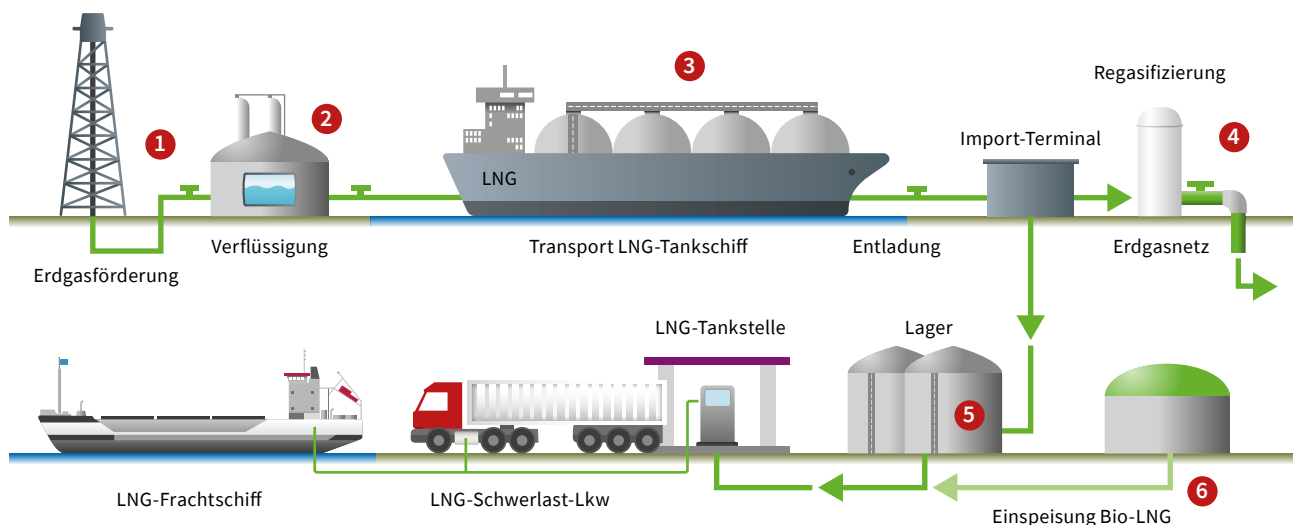 1
Erdgasförderung
2
Verflüssigung
3
LNG
Transport LNG-Tankschiff
Entladung
Import-Terminal
Regasifizierung
4
Erdgasnetz
LNG-Frachtschiff
LNG-Schwerlast-Lkw
LNG-Tankstelle
Lager
5
6
Einspeisung Bio-LNG